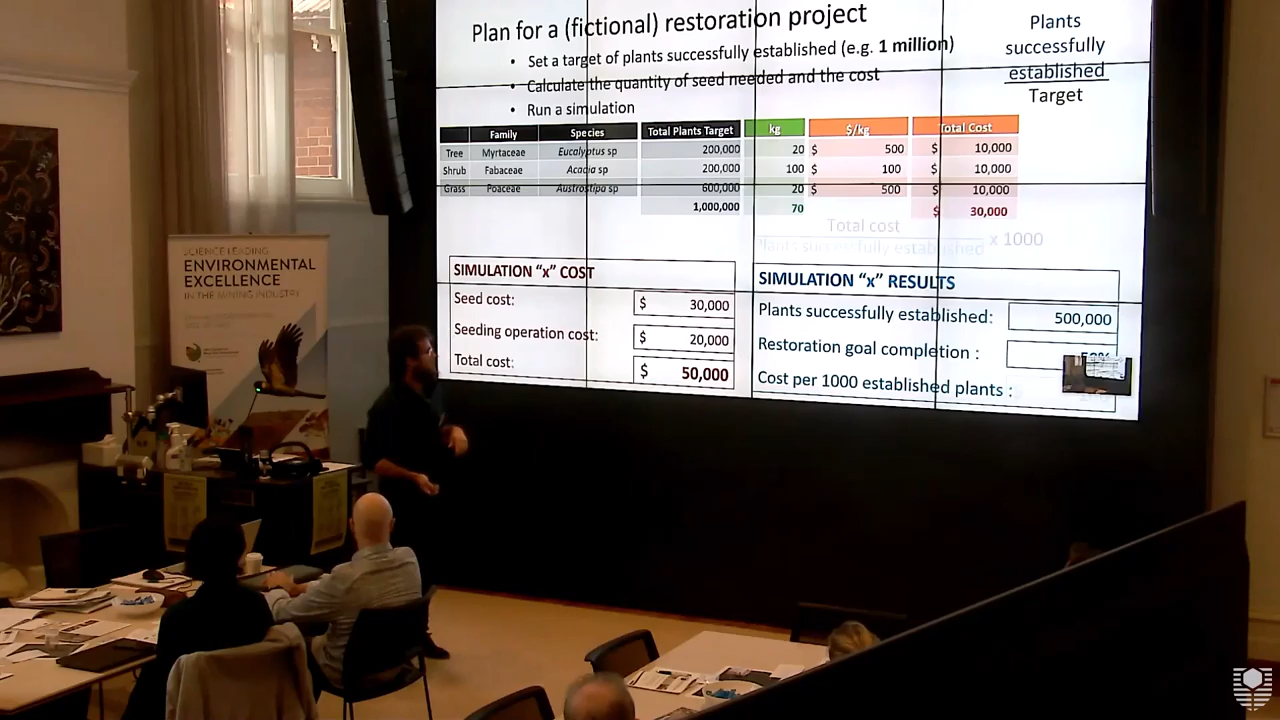 Plan for a (fictional) restoration project
• Set a target of plants successfully established (e.g. 1 million)
• Calculate the quantity of seed needed and the cost
• Run a simulation
Plants
successfully
established
Target
Family Species Total Plants Target kg $/kg Total Cost
Tree Myrtaceae Eucalyptus sp 200,000 20 $ 500 $ 10,000
Shrub Fabaceae Acacia sp 200,000 100 $ 100 $ 10,000
Grass Poaceae Austrostipa sp 600,000 20 $ 500 $ 10,000
1,000,000 70 $ 30,000
Total cost
Plants successfully established x 1000
SIMULATION “x” COST
Seed cost: $ 30,000
Seeding operation cost: $ 20,000
Total cost: $ 50,000
SIMULATION “x” RESULTS
Plants successfully established: 500,000
Restoration goal completion :
Cost per 1000 established plants :
SCIENCE LEADING
ENVIRONMENTAL
EXCELLENCE
IN THE MINING INDUSTRY